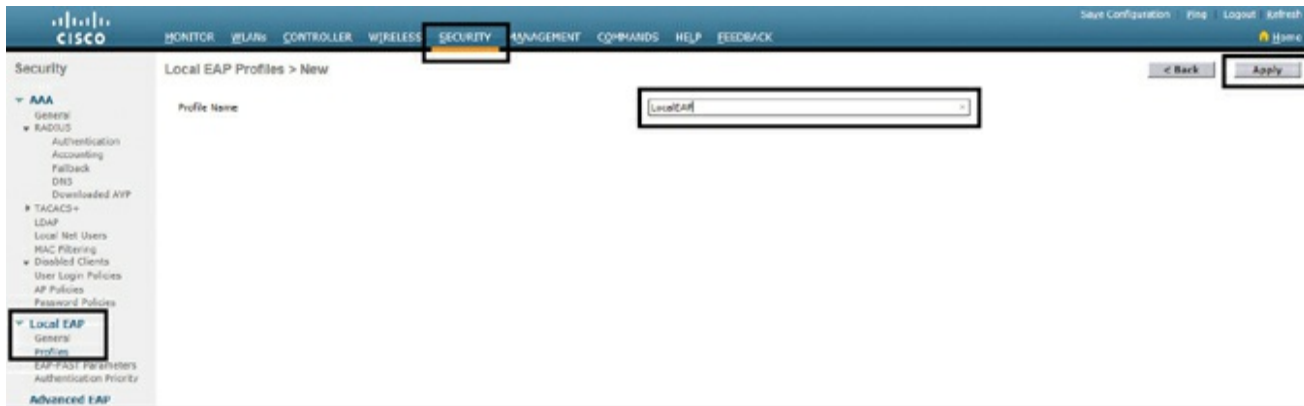 Save Configuration Ping Logout Refresh
CISCO MONITOR WLANs CONTROLLER WIRELESS SECURITY MANAGEMENT COMMANDS HELP FEEDBACK Home
Security
Local EAP Profiles > New
< Back
Apply
Profile Name
LocalEAP
AAA
General
RADIUS
Authentication
Accounting
Fallback
DNS
Downloaded AVP
TACACS+
LDAP
Local Net Users
MAC Filtering
Disabled Clients
User Login Policies
AP Policies
Password Policies
Local EAP
General
Profiles
EAP-FAST Parameters
Authentication Priority
Advanced EAP